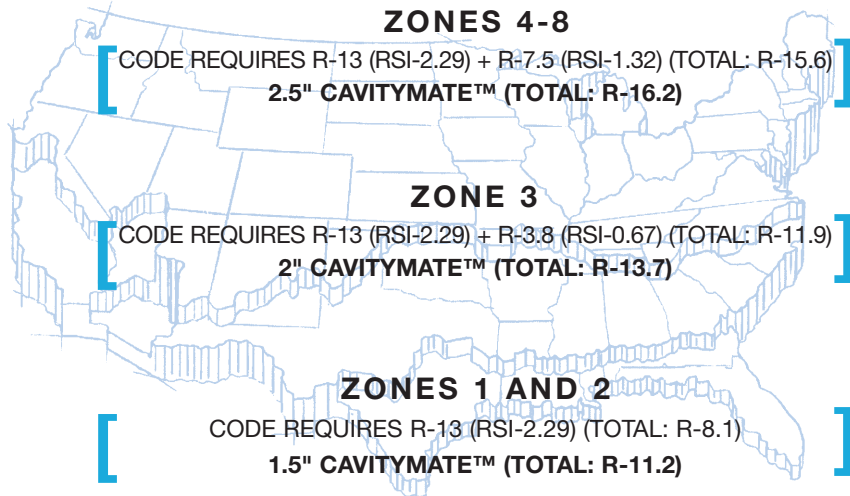 ZONES 4-8
CODE REQUIRES R-13 (RSI-2.29) + R-7.5 (RSI-1.32) (TOTAL: R-15.6)
2.5" CAVITYMATE™ (TOTAL: R-16.2)
ZONE 3
CODE REQUIRES R-13 (RSI-2.29) + R-3.8 (RSI-0.67) (TOTAL: R-11.9)
2" CAVITYMATE™ (TOTAL: R-13.7)
ZONES 1 AND 2
CODE REQUIRES R-13 (RSI-2.29) (TOTAL: R-8.1)
1.5" CAVITYMATE™ (TOTAL: R-11.2)